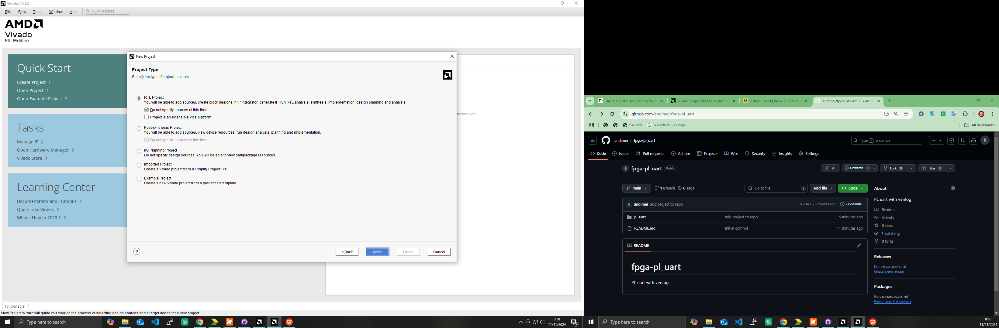 Vivado 2023.2
File Flow Tools Window Help Quick Access
AMD
Vivado
ML Edition
Quick Start
Create Project
Open Project
Open Example Project
Tasks
Manage IP
Open Hardware Manager
Vivado Store
Learning Center
Documentation and Tutorials
Quick Take Videos
What's New in 2023.2
New Project
Project Type
Specify the type of project to create.
RTL Project
You will be able to add sources, create block designs in IP Integrator, generate IP, run RTL analysis, synthesis, implementation, design planning and analysis.
Do not specify sources at this time
Project is an extensible Vitis platform
Post-synthesis Project
You will be able to add sources, view device resources, run design analysis, planning and implementation.
Do not specify sources at this time
I/O Planning Project
Do not specify design sources. You will be able to view part/package resources.
Imported Project
Create a Vivado project from a Synplify Project File.
Example Project
Create a new Vivado project from a predefined template.
? < Back Next > Finish Cancel
transciever
Tcl Console
New Project Wizard will guide you through the process of selecting design sources and a target device for a new project.
Type here to search
8:58
11/11/2024
5
UART in VHDL and Verilog for
vivado project files for z-turn b
Z-turn Board | Xilinx XC7Z010,
andimei/fpga-pl_uart: PL uart w
github.com/andimei/fpga-pl_uart
file_edit pin adalah - Google... All Bookmarks
andimei / fpga-pl_uart Type / to search
Code Issues Pull requests Actions Projects Wiki Security Insights Settings
fpga-pl_uart Public Pin Unwatch 1 Fork 0 Star 0
main 1 Branch 0 Tags Go to file t Add file Code
andimei add project to repo 8833480 · 5 minutes ago 2 Commits
pl_uart add project to repo 5 minutes ago
README.md Initial commit 11 minutes ago
README
fpga-pl_uart
PL uart with verilog
About
PL uart with verilog
Readme
Activity
0 stars
1 watching
0 forks
Releases
No releases published
Create a new release
Packages
No packages published
Publish your first package
Type here to search
8:58
11/11/2024